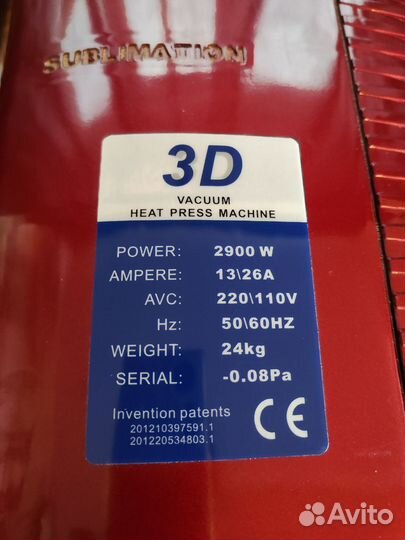 SUBLIMATION
3D
VACUUM
HEAT PRESS MACHINE
POWER: 2900 W
AMPERE: 13\26A
AVC: 220\110V
Hz: 50\60HZ
WEIGHT: 24kg
SERIAL: -0.08Pa
Invention patents
201210397591.1
201220534803.1
CE
Avito